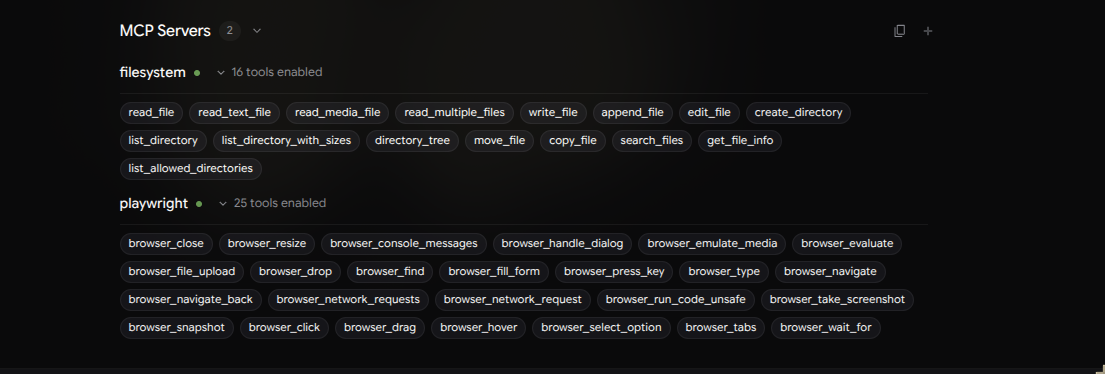 MCP Servers 2
filesystem 16 tools enabled
read_file read_text_file read_media_file read_multiple_files write_file append_file edit_file create_directory
list_directory list_directory_with_sizes directory_tree move_file copy_file search_files get_file_info
list_allowed_directories
playwright 25 tools enabled
browser_close browser_resize browser_console_messages browser_handle_dialog browser_emulate_media browser_evaluate
browser_file_upload browser_drop browser_find browser_fill_form browser_press_key browser_type browser_navigate
browser_navigate_back browser_network_requests browser_network_request browser_run_code_unsafe browser_take_screenshot
browser_snapshot browser_click browser_drag browser_hover browser_select_option browser_tabs browser_wait_for